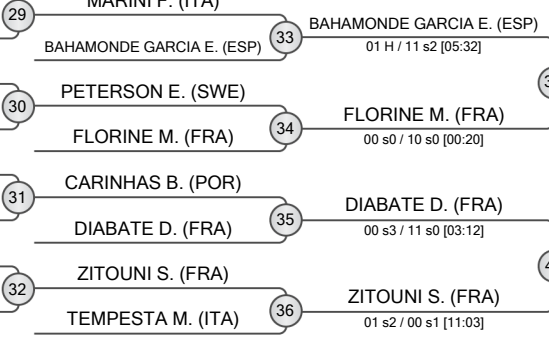 MARINI F. (ITA)
29
BAHAMONDE GARCIA E. (ESP)
33
BAHAMONDE GARCIA E. (ESP)
01 H / 11 s2 [05:32]
30
PETERSON E. (SWE)
FLORINE M. (FRA)
34
FLORINE M. (FRA)
00 s0 / 10 s0 [00:20]
31
CARINHAS B. (POR)
DIABATE D. (FRA)
35
DIABATE D. (FRA)
00 s3 / 11 s0 [03:12]
32
ZITOUNI S. (FRA)
TEMPESTA M. (ITA)
36
ZITOUNI S. (FRA)
01 s2 / 00 s1 [11:03]